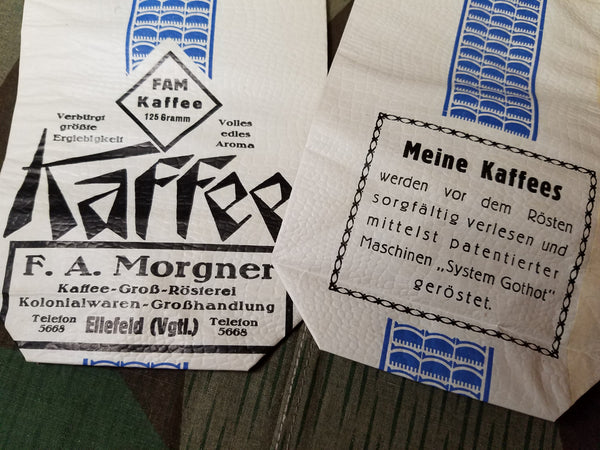 FAM
Kaffee
125 Gramm
Verbürgt
größte
Ergiebigkeit
Volles
edles
Aroma
Kaffee
F. A. Morgner
Kaffee-Groß-Rösterei
Kolonialwaren-Großhandlung
Telefon 5668 Ellefeld (Vgtl.) Telefon 5668
Meine Kaffees
werden vor dem Rösten
sorgfältig verlesen und
mittelst patentierter
Maschinen „System Gothot"
geröstet.